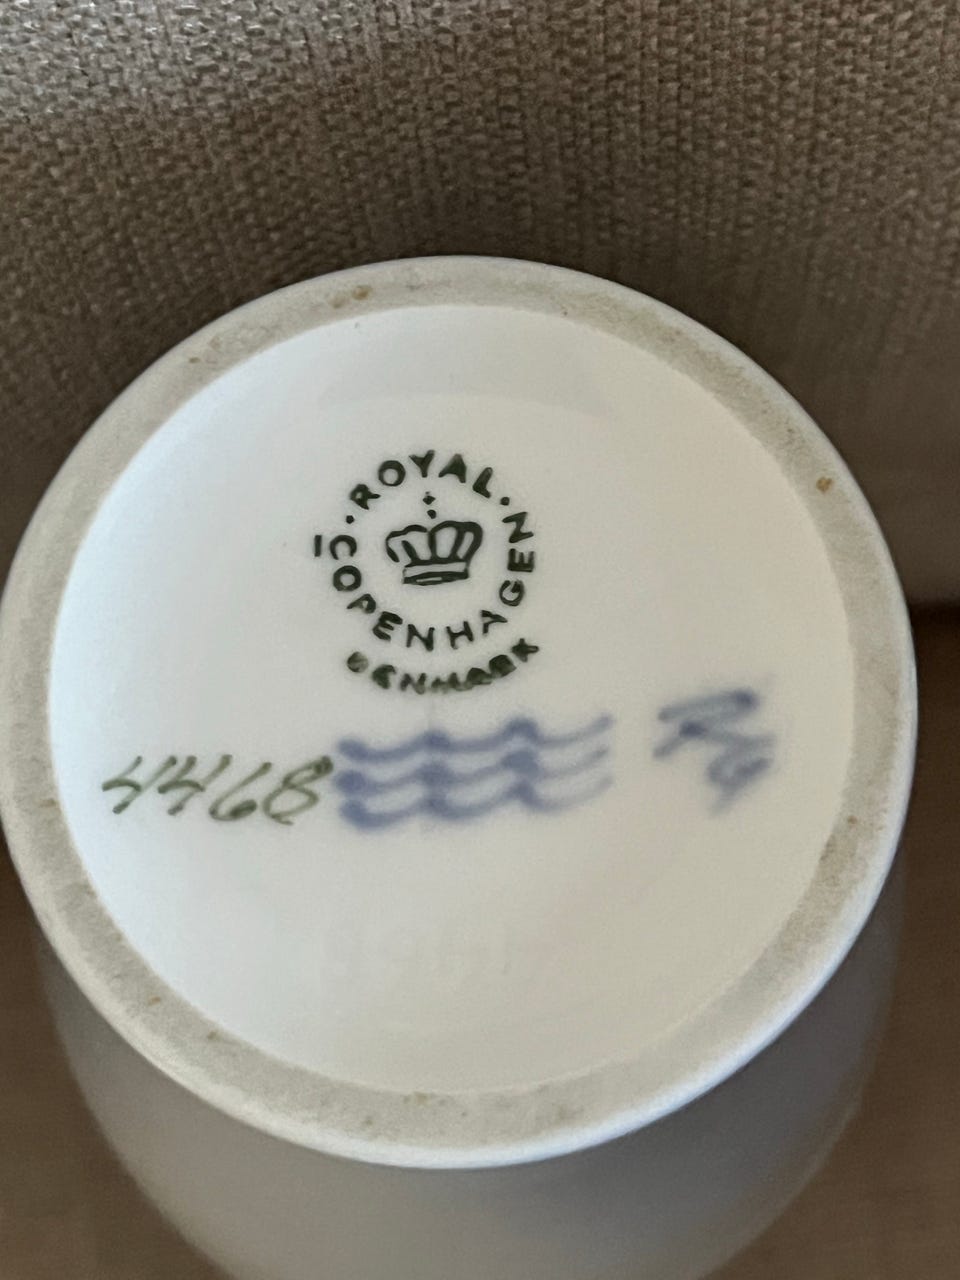 ROYAL
COPENHAGEN
DENMARK
4468